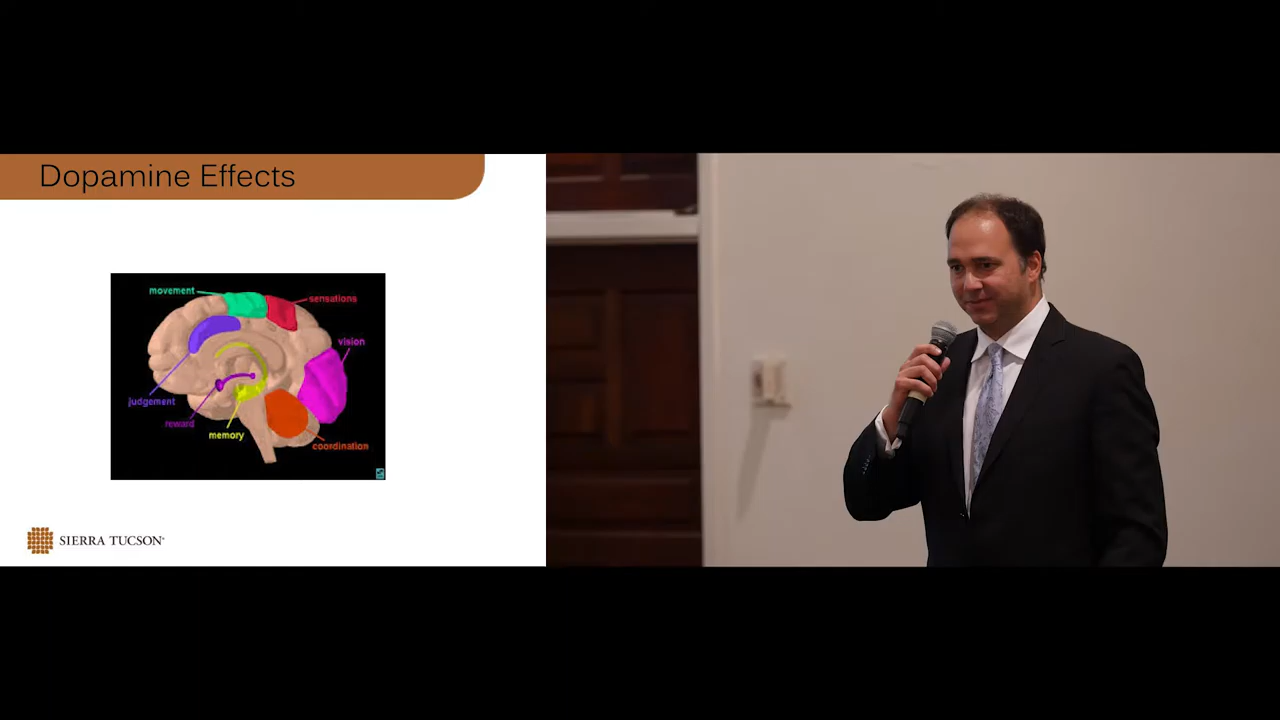 Dopamine Effects
movement
sensations
vision
judgement
reward
memory
coordination
SIERRA TUCSON